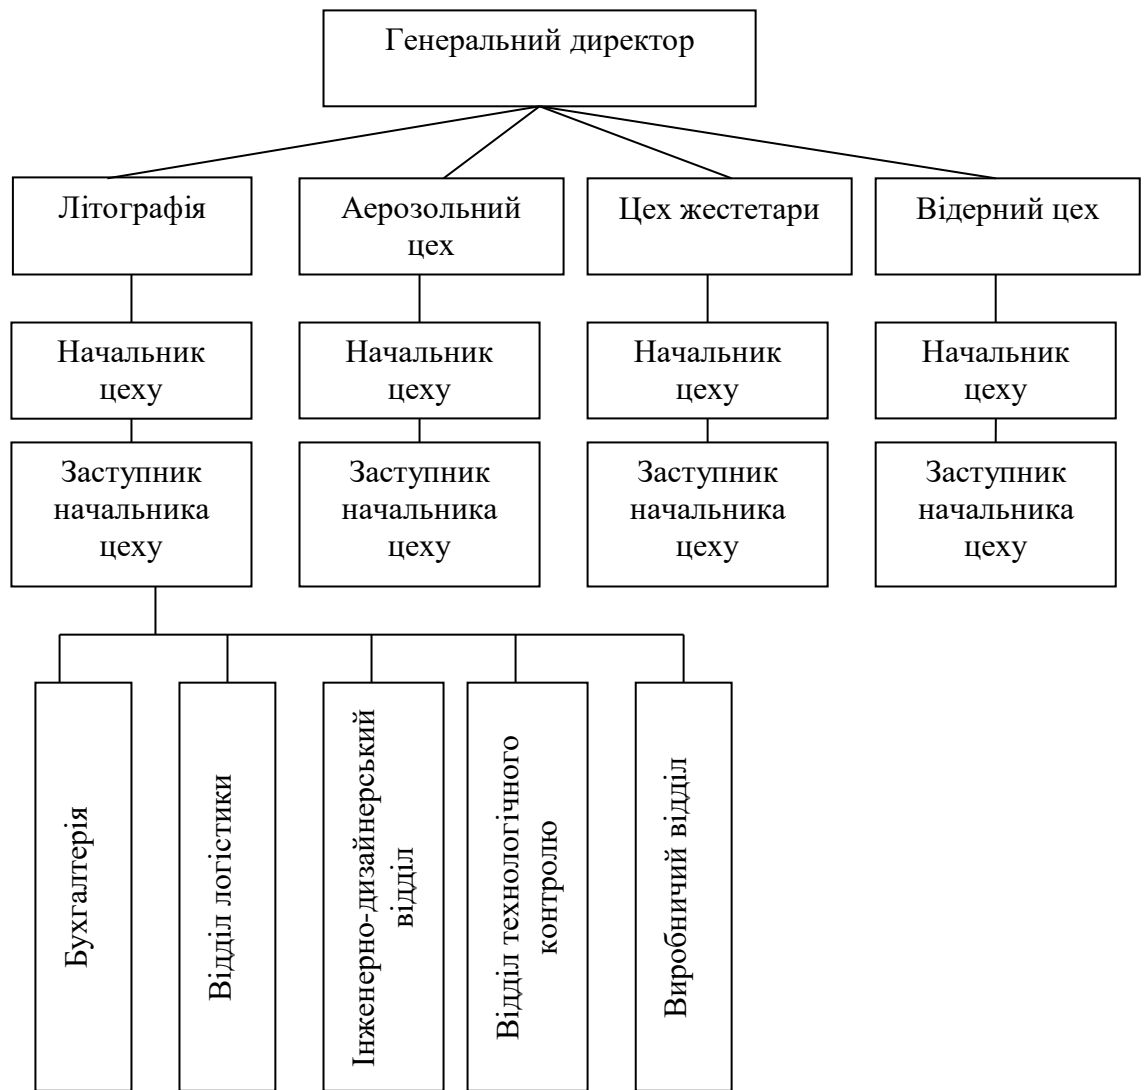 Генеральний директор
Літографія
Аерозольний
цех
Цех жестетари
Відерний цех
Начальник
цеху
Начальник
цеху
Начальник
цеху
Начальник
цеху
Заступник
начальника
цеху
Заступник
начальника
цеху
Заступник
начальника
цеху
Заступник
начальника
цеху
Бухгалтерія
Відділ логістики
Інженерно-дизайнерський
відділ
Відділ технологічного
контролю
Виробничий відділ